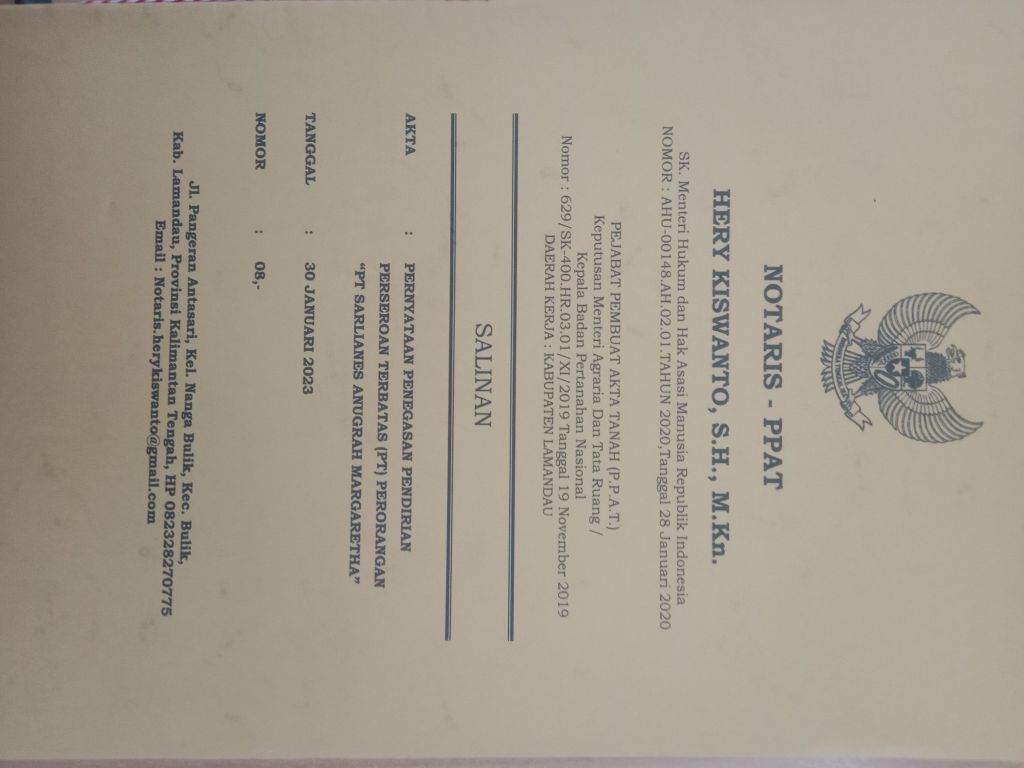 NOTARIS - PPAT
HERY KISWANTO, S.H., M.Kn.
SK. Menteri Hukum dan Hak Asasi Manusia Republik Indonesia
NOMOR : AHU-00148.AH.02.01.TAHUN 2020,Tanggal 28 Januari 2020
PEJABAT PEMBUAT AKTA TANAH (P.P.A.T.)
Keputusan Menteri Agraria Dan Tata Ruang /
Kepala Badan Pertanahan Nasional
Nomor : 629/SK-400.HR.03.01/XI/2019 Tanggal 19 November 2019
DAERAH KERJA : KABUPATEN LAMANDAU
SALINAN
AKTA : PERNYATAAN PENEGASAN PENDIRIAN
PERSEROAN TERBATAS (PT) PERORANGAN
“PT SARLIANES ANUGRAH MARGARETHA”
TANGGAL : 30 JANUARI 2023
NOMOR : 08,-
Jl. Pangeran Antasari, Kel. Nanga Bulik, Kec. Bulik,
Kab. Lamandau, Provinsi Kalimantan Tengah, HP 082328270775
Email : Notaris.herykiswanto@gmail.com